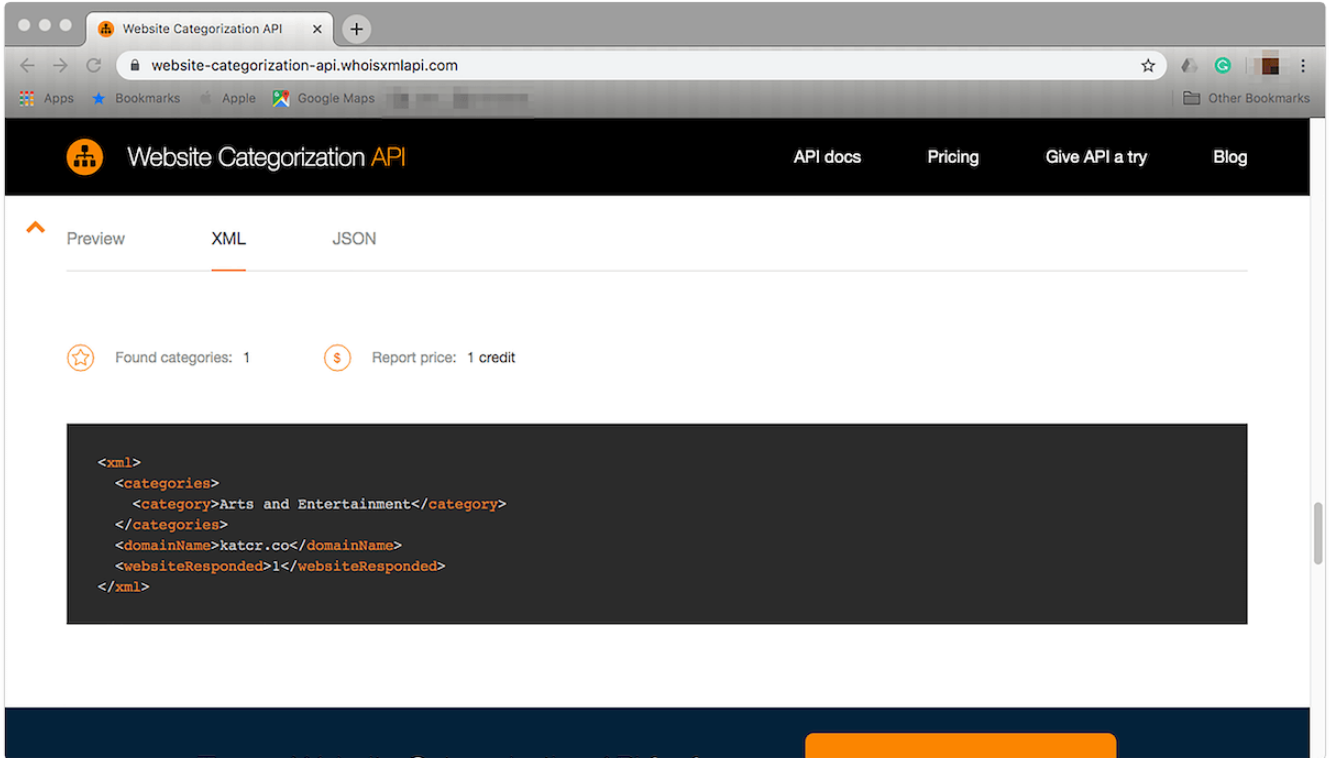 Website Categorization API
website-categorization-api.whoisxmlapi.com
Apps Bookmarks Apple Google Maps Other Bookmarks
Website Categorization API API docs Pricing Give API a try Blog
Preview XML JSON
Found categories: 1 $ Report price: 1 credit
<xml>
<categories>
<category>Arts and Entertainment</category>
</categories>
<domainName>katcr.co</domainName>
<websiteResponded>1</websiteResponded>
</xml>